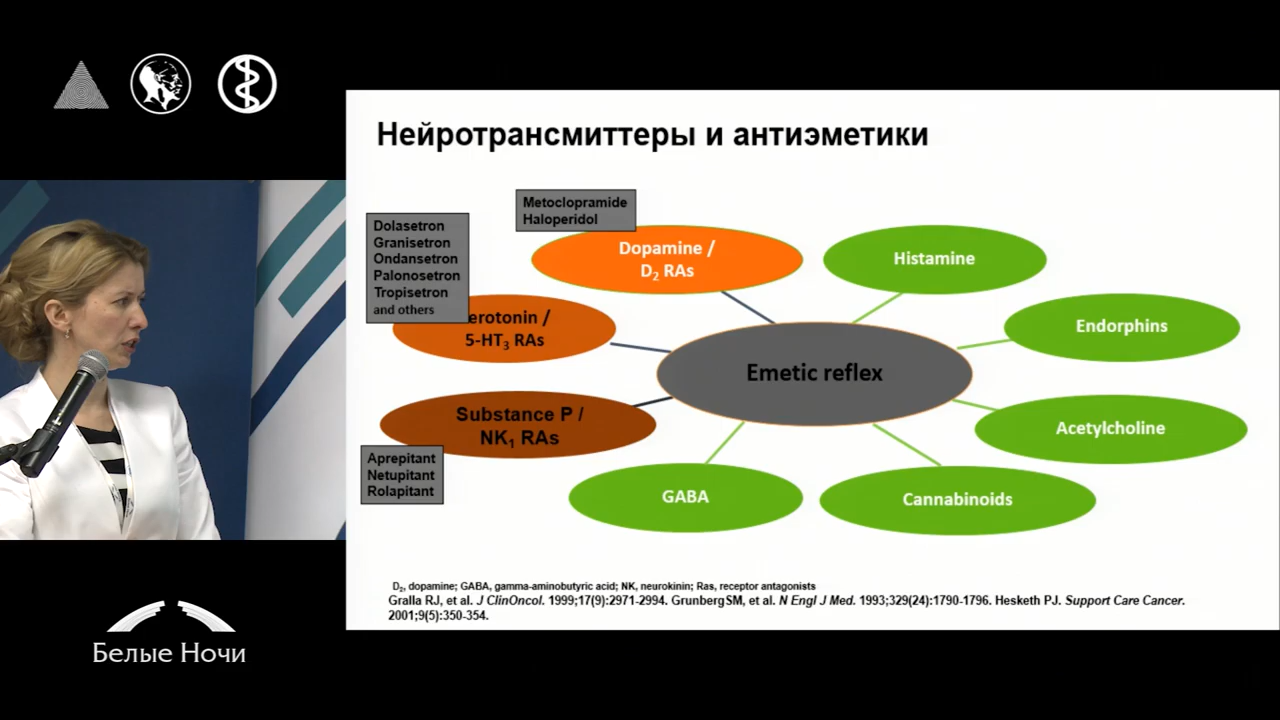 Нейротрансмиттеры и антиэметики
Metoclopramide
Haloperidol
Dolasetron
Granisetron
Ondansetron
Palonosetron
Tropisetron
and others
Dopamine /
D₂ RAs
Histamine
erotonin /
5-HT₃ RAs
Endorphins
Emetic reflex
Substance P /
NK₁ RAs
Acetylcholine
Aprepitant
Netupitant
Rolapitant
GABA
Cannabinoids
D₂, dopamine; GABA, gamma-aminobutyric acid; NK, neurokinin; Ras, receptor antagonists
Gralla RJ, et al. J ClinOncol. 1999;17(9):2971-2994. GrunbergSM, et al. N Engl J Med. 1993;329(24):1790-1796. Hesketh PJ. Support Care Cancer.
2001;9(5):350-354.
Белые Ночи